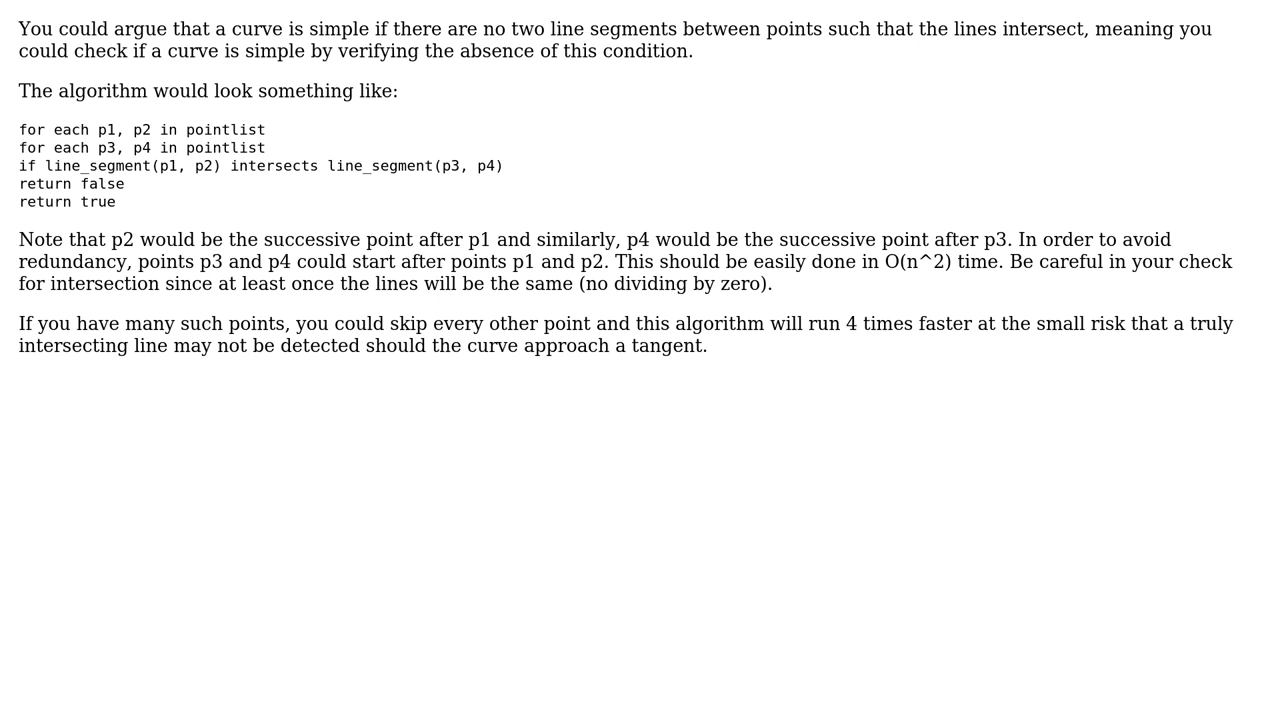 You could argue that a curve is simple if there are no two line segments between points such that the lines intersect, meaning you
could check if a curve is simple by verifying the absence of this condition.
The algorithm would look something like:
for each p1, p2 in pointlist
for each p3, p4 in pointlist
if line_segment(p1, p2) intersects line_segment(p3, p4)
return false
return true
Note that p2 would be the successive point after p1 and similarly, p4 would be the successive point after p3. In order to avoid
redundancy, points p3 and p4 could start after points p1 and p2. This should be easily done in O(n^2) time. Be careful in your check
for intersection since at least once the lines will be the same (no dividing by zero).
If you have many such points, you could skip every other point and this algorithm will run 4 times faster at the small risk that a truly
intersecting line may not be detected should the curve approach a tangent.